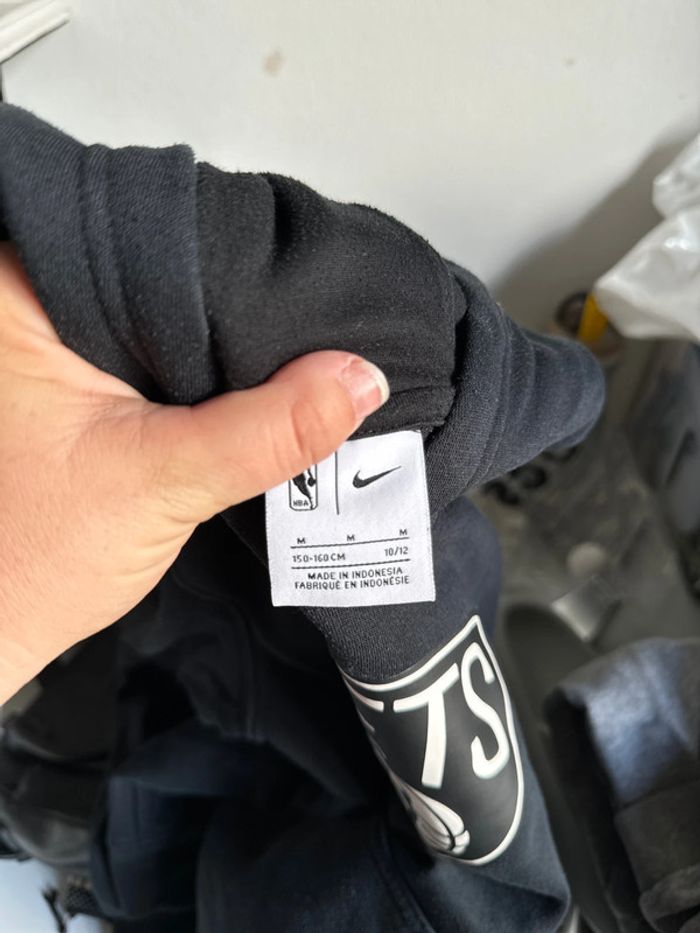 NBA
M M M
150-160 CM 10/12
MADE IN INDONESIA
FABRIQUÉ EN INDONÉSIE
TS